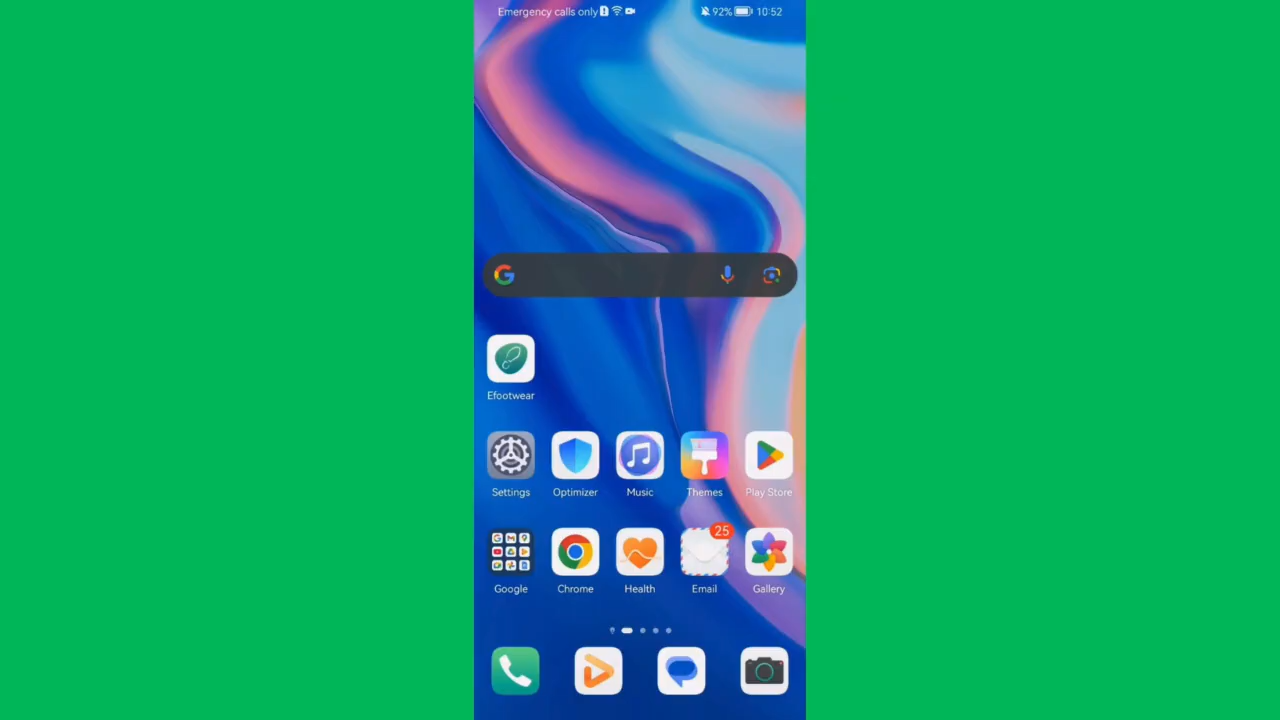 Emergency calls only 92% 10:52
Efootwear
Settings Optimizer Music Themes Play Store
25
Google Chrome Health Email Gallery